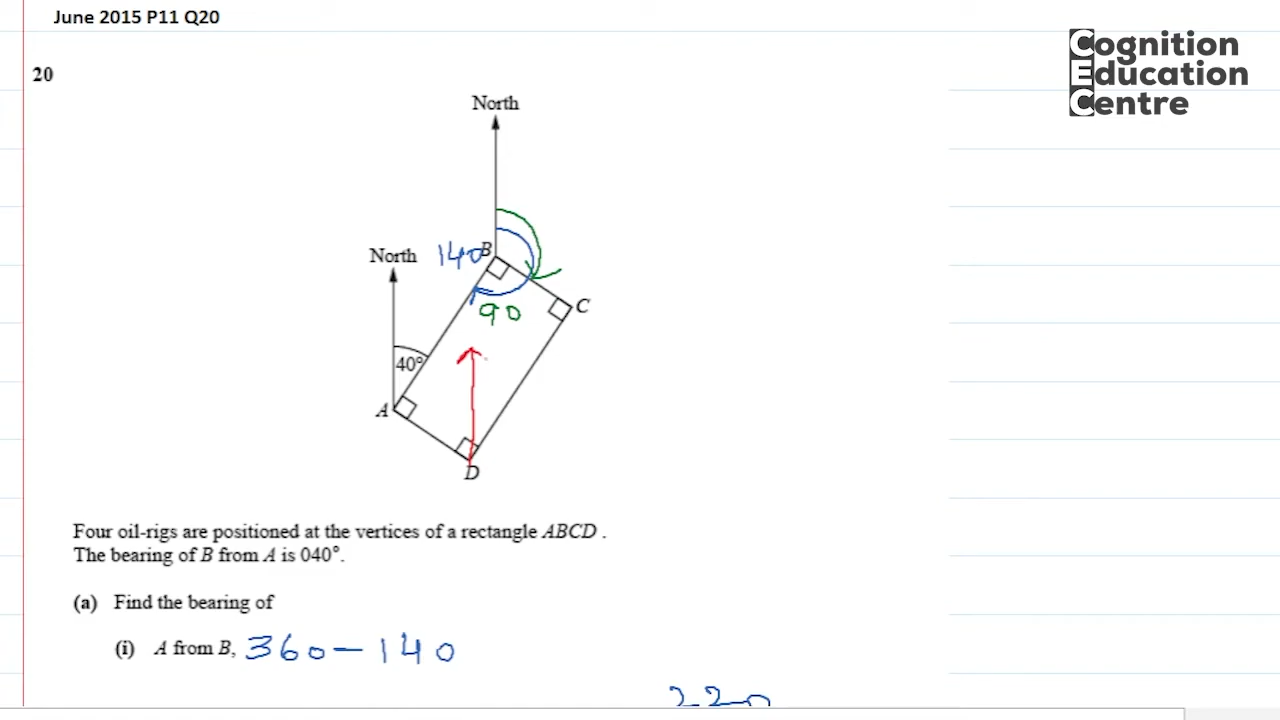 June 2015 P11 Q20
Cognition
Education
Centre
20
North
North
140
B
90
C
40°
A
D
Four oil-rigs are positioned at the vertices of a rectangle ABCD .
The bearing of B from A is 040°.
(a) Find the bearing of
(i) A from B, 360 - 140
220